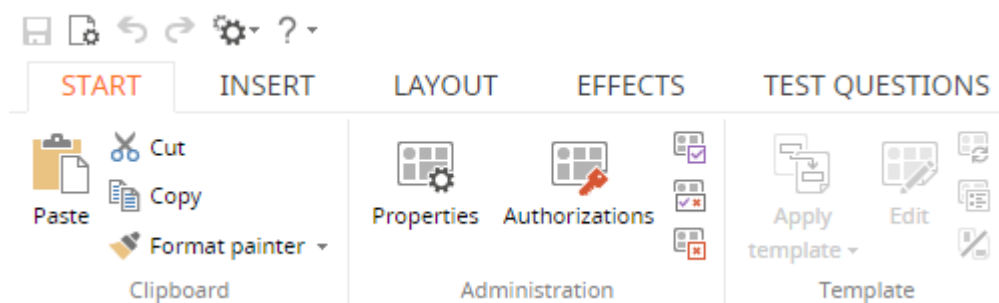 START INSERT LAYOUT EFFECTS TEST QUESTIONS
Cut
Copy
Paste
Format painter
Clipboard
Properties
Authorizations
Administration
Apply
template
Edit
Template